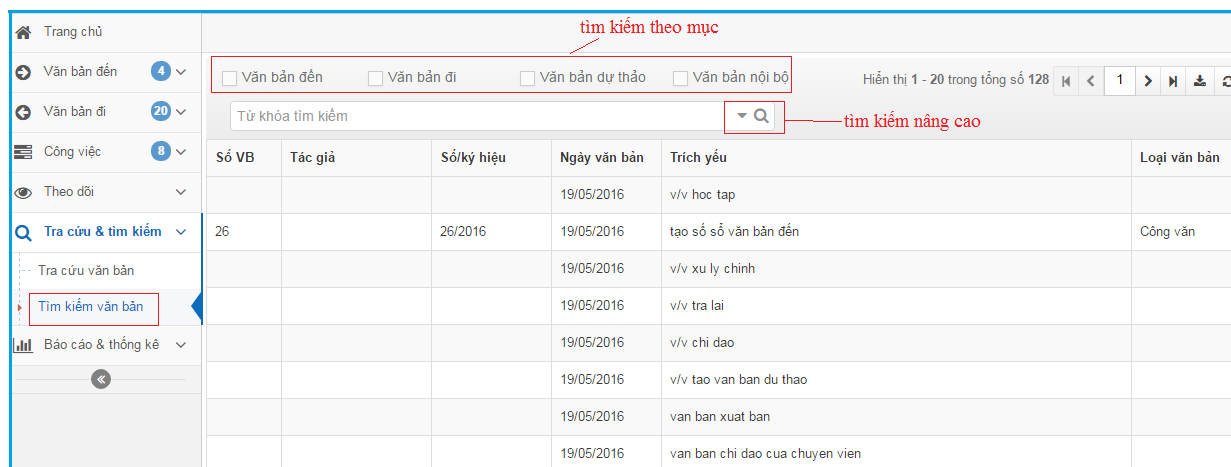 tìm kiếm theo mục
Trang chủ
Văn bản đến 4
Văn bản đi 20
Công việc 8
Theo dõi
Tra cứu & tìm kiếm
Tra cứu văn bản
Tìm kiếm văn bản
Báo cáo & thống kê
Văn bản đến Văn bản đi Văn bản dự thảo Văn bản nội bộ Hiển thị 1 - 20 trong tổng số 128 1
Từ khóa tìm kiếm
tìm kiếm nâng cao
Số VB Tác giả Số/ký hiệu Ngày văn bản Trích yếu Loại văn bản
19/05/2016 v/v hoc tap
26 26/2016 19/05/2016 tạo số sổ văn bản đến Công văn
19/05/2016 v/v xu ly chinh
19/05/2016 v/v tra lai
19/05/2016 v/v chi dao
19/05/2016 v/v tao van ban du thao
19/05/2016 van ban xuat ban
19/05/2016 van ban chi dao cua chuyen vien